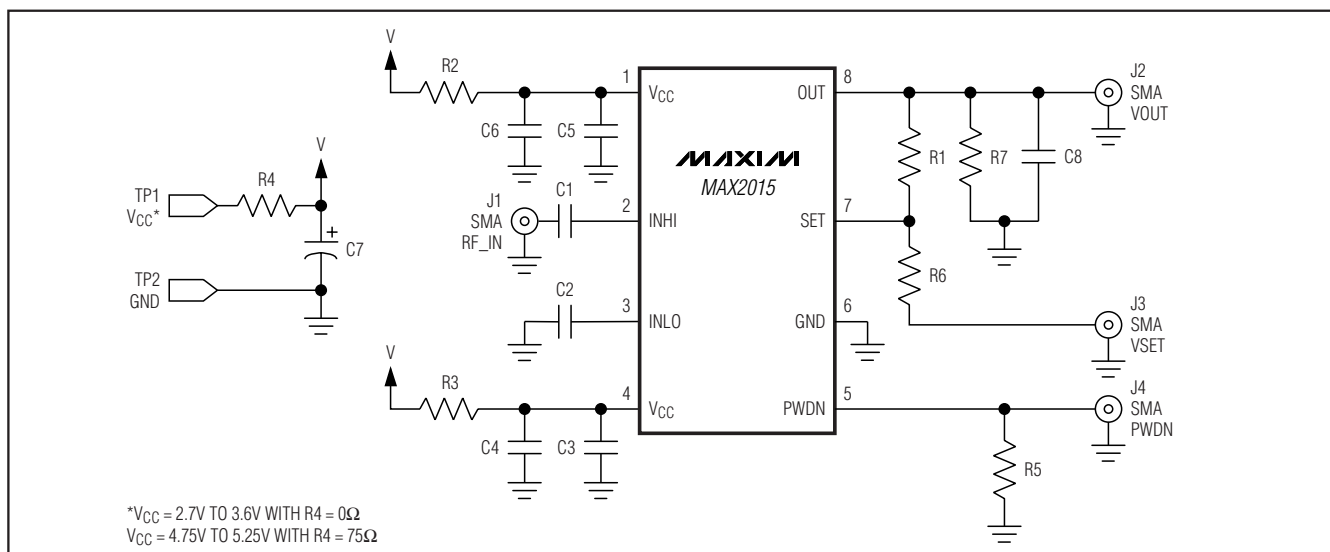 V
R2
1
VCC
C6
C5
V
TP1
VCC*
R4
C7
+
TP2
GND
J1
SMA
RF_IN
C1
2
INHI
C2
3
INLO
V
R3
4
VCC
C4
C3
MAXIM
MAX2015
OUT
8
R1
R7
C8
J2
SMA
VOUT
SET
7
R6
GND
6
J3
SMA
VSET
PWDN
5
J4
SMA
PWDN
R5
*VCC = 2.7V TO 3.6V WITH R4 = 0Ω
VCC = 4.75V TO 5.25V WITH R4 = 75Ω